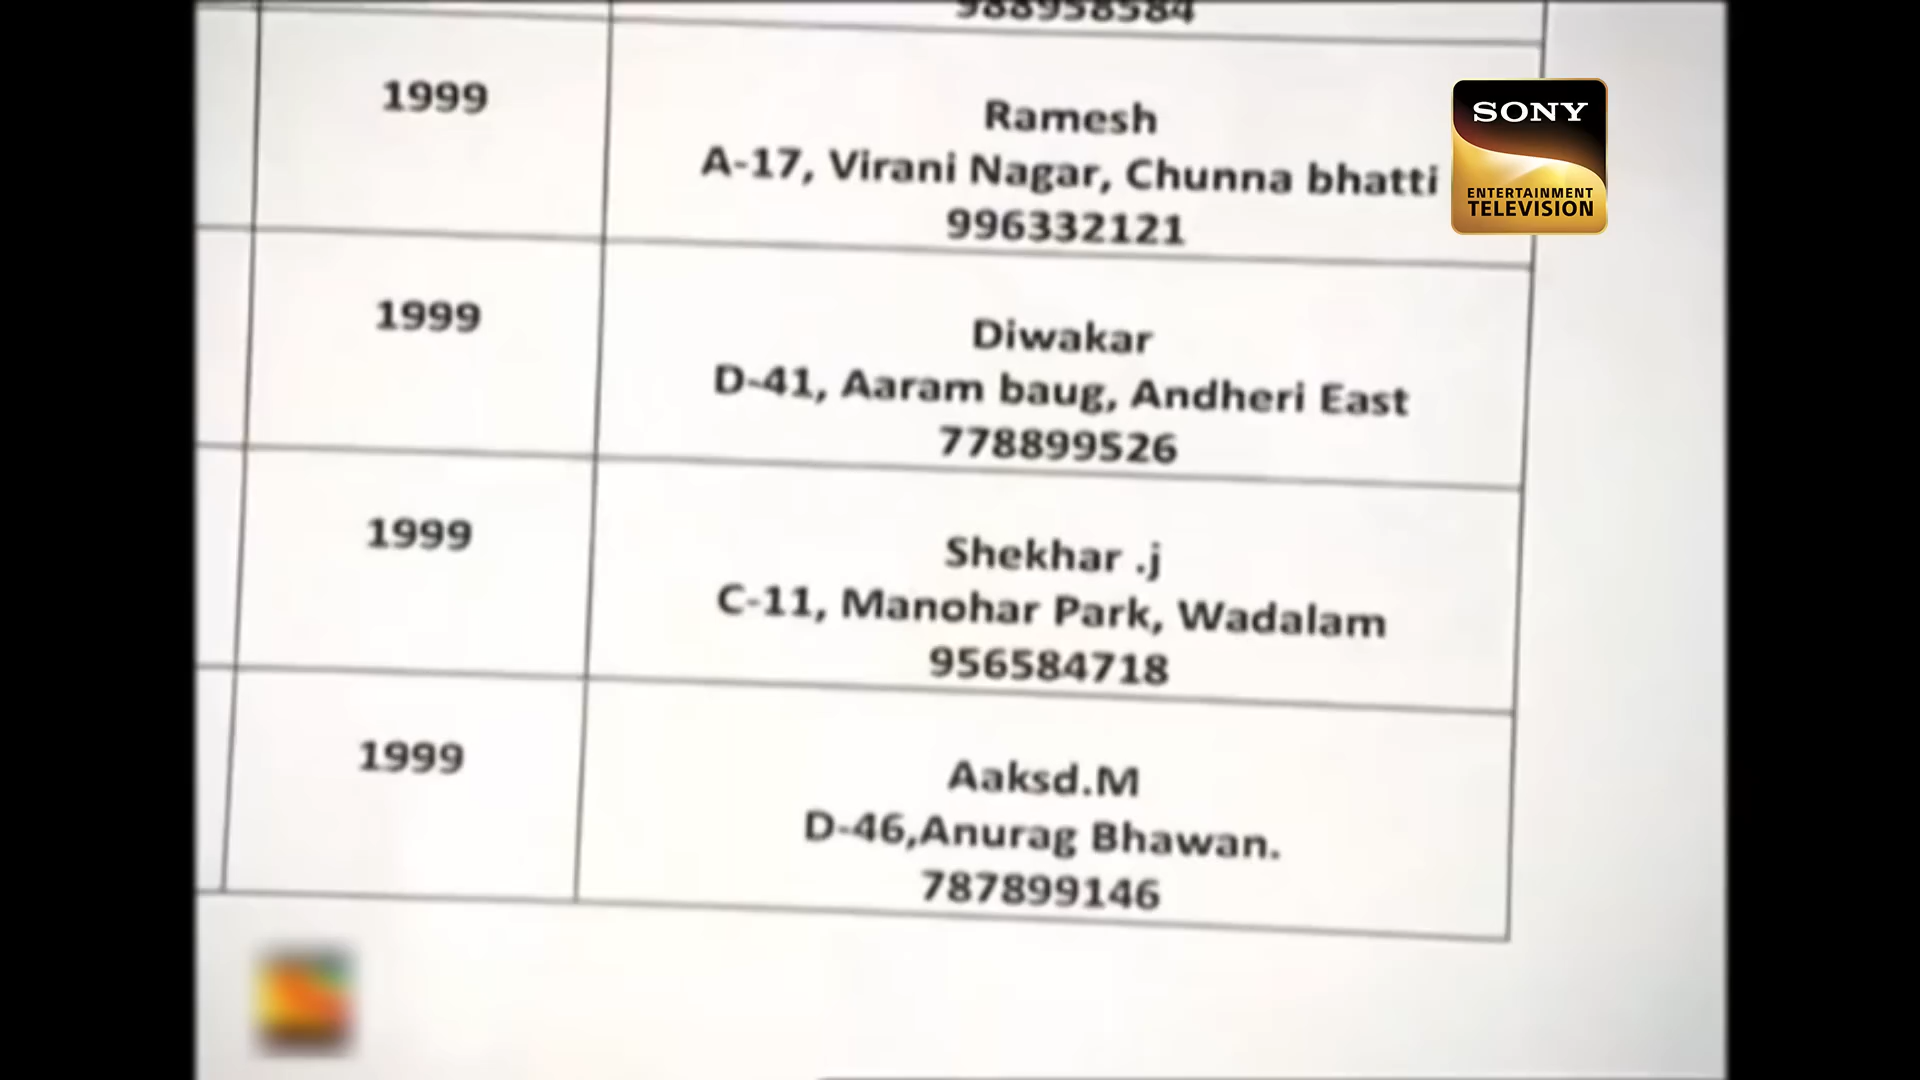 988958584
1999
Ramesh
A-17, Virani Nagar, Chunna bhatti
996332121
1999
Diwakar
D-41, Aaram baug, Andheri East
778899526
1999
Shekhar .j
C-11, Manohar Park, Wadalam
956584718
1999
Aaksd.M
D-46,Anurag Bhawan.
787899146
SONY
ENTERTAINMENT
TELEVISION